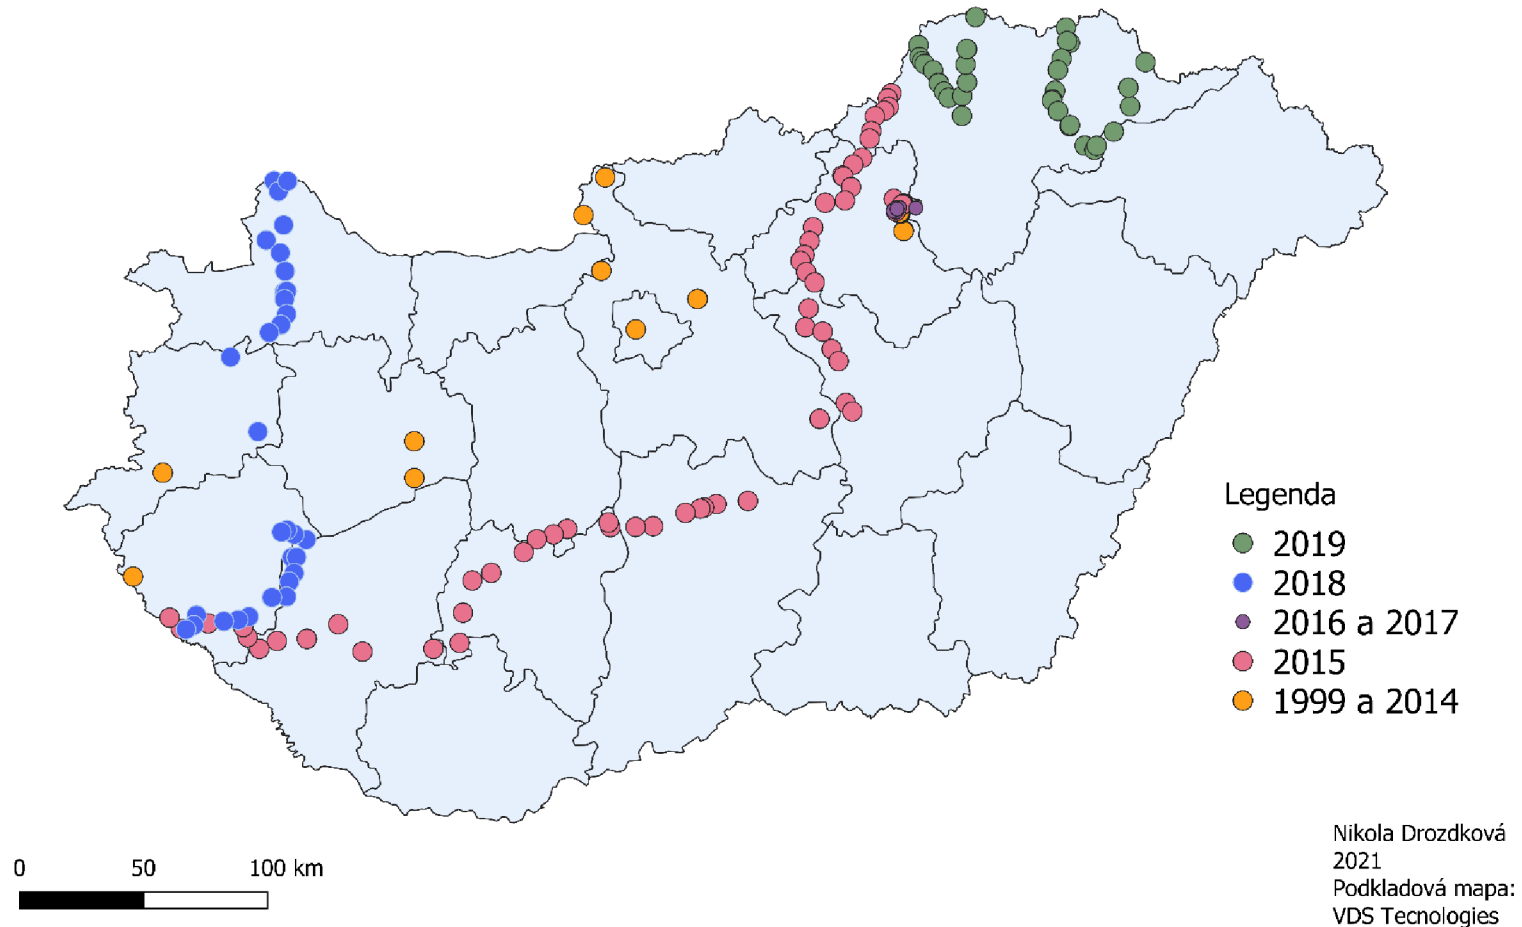 Legenda
2019
2018
2016 a 2017
2015
1999 a 2014
0 50 100 km
Nikola Drozdková
2021
Podkladová mapa:
VDS Tecnologies